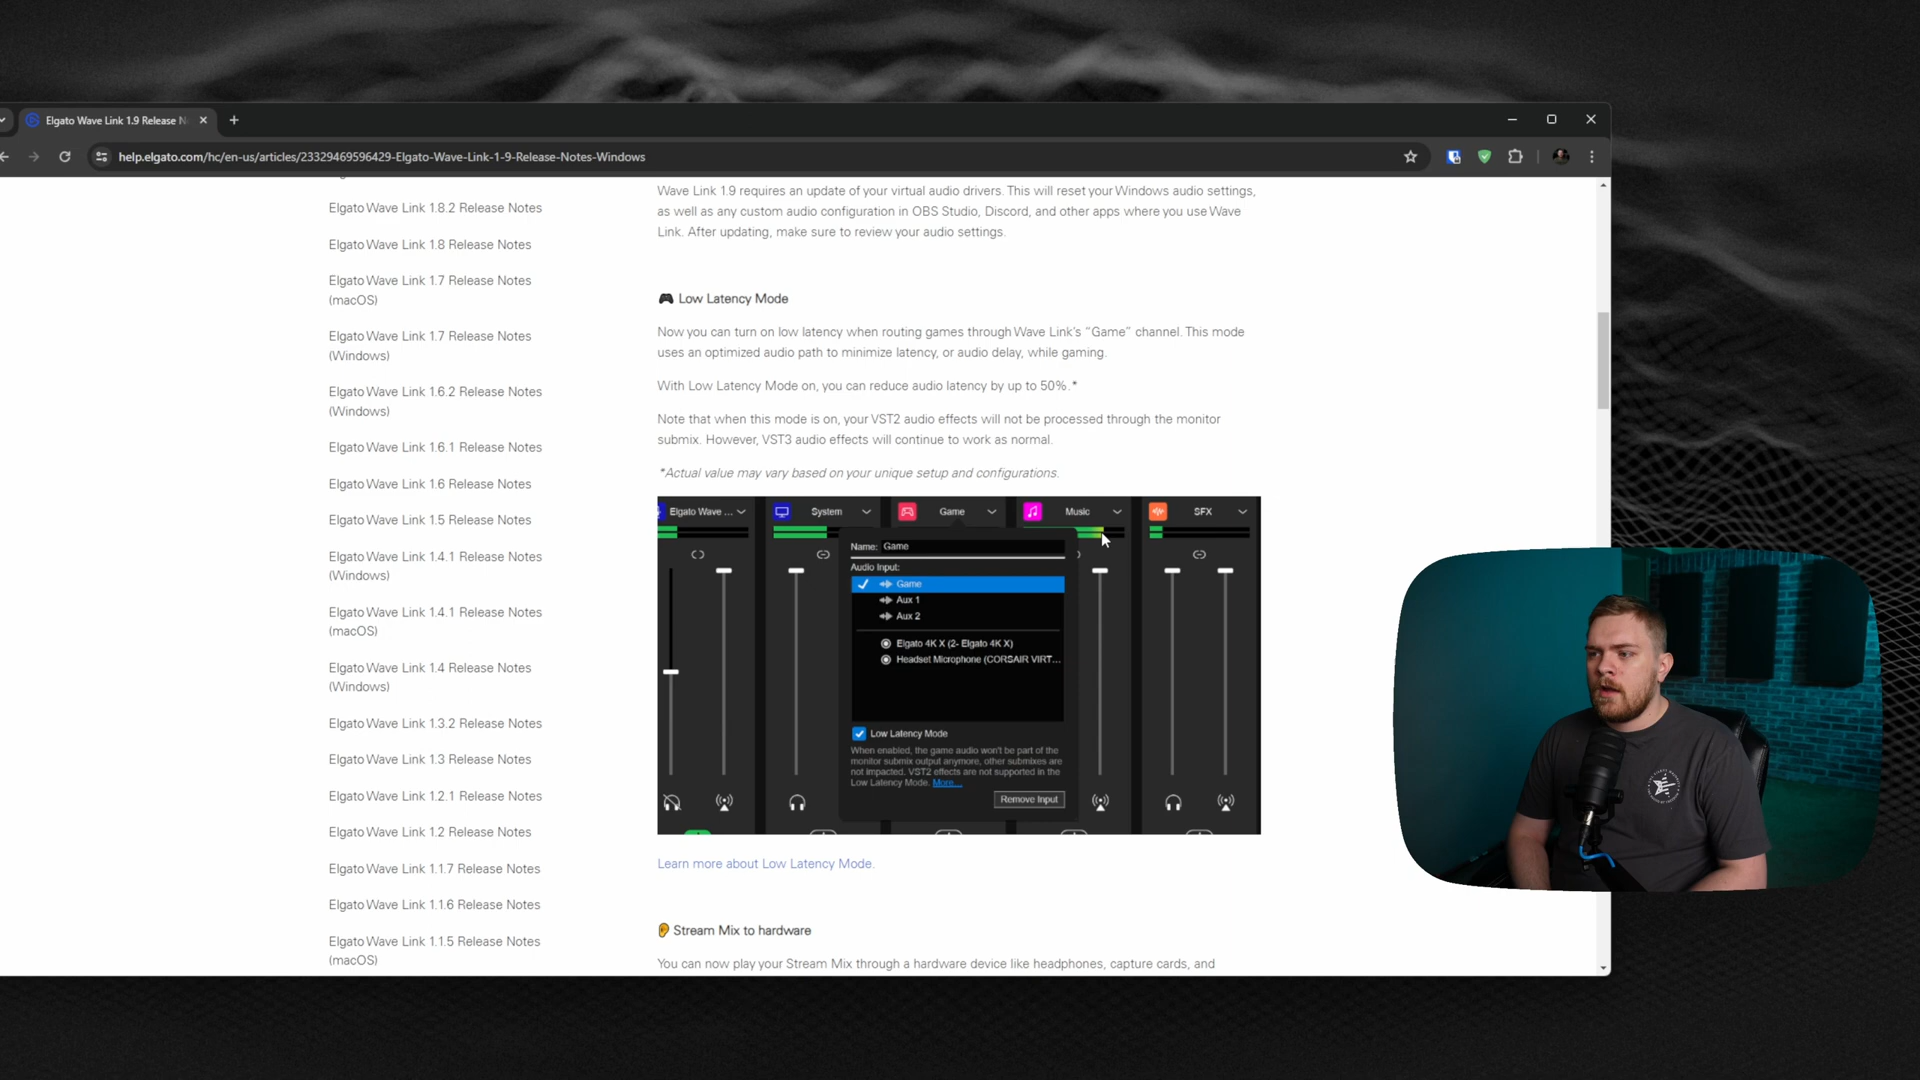 Elgato Wave Link 1.9 Release N
help.elgato.com/hc/en-us/articles/23329469596429-Elgato-Wave-Link-1-9-Release-Notes-Windows
Elgato Wave Link 1.8.2 Release Notes
Elgato Wave Link 1.8 Release Notes
Elgato Wave Link 1.7 Release Notes
(macOS)
Elgato Wave Link 1.7 Release Notes
(Windows)
Elgato Wave Link 1.6.2 Release Notes
(Windows)
Elgato Wave Link 1.6.1 Release Notes
Elgato Wave Link 1.6 Release Notes
Elgato Wave Link 1.5 Release Notes
Elgato Wave Link 1.4.1 Release Notes
(Windows)
Elgato Wave Link 1.4.1 Release Notes
(macOS)
Elgato Wave Link 1.4 Release Notes
(Windows)
Elgato Wave Link 1.3.2 Release Notes
Elgato Wave Link 1.3 Release Notes
Elgato Wave Link 1.2.1 Release Notes
Elgato Wave Link 1.2 Release Notes
Elgato Wave Link 1.1.7 Release Notes
Elgato Wave Link 1.1.6 Release Notes
Elgato Wave Link 1.1.5 Release Notes
(macOS)
Wave Link 1.9 requires an update of your virtual audio drivers. This will reset your Windows audio settings,
as well as any custom audio configuration in OBS Studio, Discord, and other apps where you use Wave
Link. After updating, make sure to review your audio settings.
🎮 Low Latency Mode
Now you can turn on low latency when routing games through Wave Link's “Game” channel. This mode
uses an optimized audio path to minimize latency, or audio delay, while gaming.
With Low Latency Mode on, you can reduce audio latency by up to 50%.*
Note that when this mode is on, your VST2 audio effects will not be processed through the monitor
submix. However, VST3 audio effects will continue to work as normal.
*Actual value may vary based on your unique setup and configurations.
Elgato Wave ...
System
Game
Music
SFX
Name: Game
Audio Input:
Game
Aux 1
Aux 2
Elgato 4K X (2- Elgato 4K X)
Headset Microphone (CORSAIR VIRT...
Low Latency Mode
When enabled, the game audio won't be part of the
monitor submix output anymore, other submixes are
not impacted. VST2 effects are not supported in the
Low Latency Mode. More...
Remove Input
Learn more about Low Latency Mode.
👂 Stream Mix to hardware
You can now play your Stream Mix through a hardware device like headphones, capture cards, and